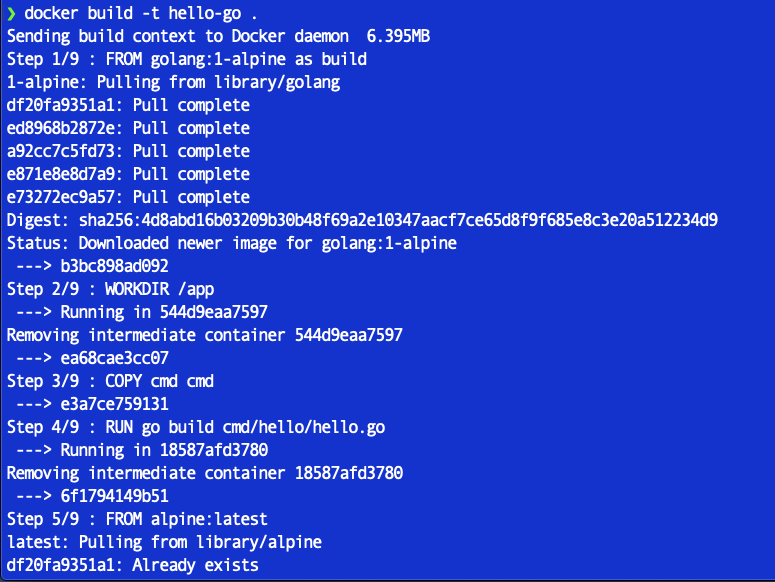 ❯ docker build -t hello-go .
Sending build context to Docker daemon  6.395MB
Step 1/9 : FROM golang:1-alpine as build
1-alpine: Pulling from library/golang
df20fa9351a1: Pull complete
ed8968b2872e: Pull complete
a92cc7c5fd73: Pull complete
e871e8e8d7a9: Pull complete
e73272ec9a57: Pull complete
Digest: sha256:4d8abd16b03209b30b48f69a2e10347aacf7ce65d8f9f685e8c3e20a512234d9
Status: Downloaded newer image for golang:1-alpine
 ---> b3bc898ad092
Step 2/9 : WORKDIR /app
 ---> Running in 544d9eaa7597
Removing intermediate container 544d9eaa7597
 ---> ea68cae3cc07
Step 3/9 : COPY cmd cmd
 ---> e3a7ce759131
Step 4/9 : RUN go build cmd/hello/hello.go
 ---> Running in 18587afd3780
Removing intermediate container 18587afd3780
 ---> 6f1794149b51
Step 5/9 : FROM alpine:latest
latest: Pulling from library/alpine
df20fa9351a1: Already exists